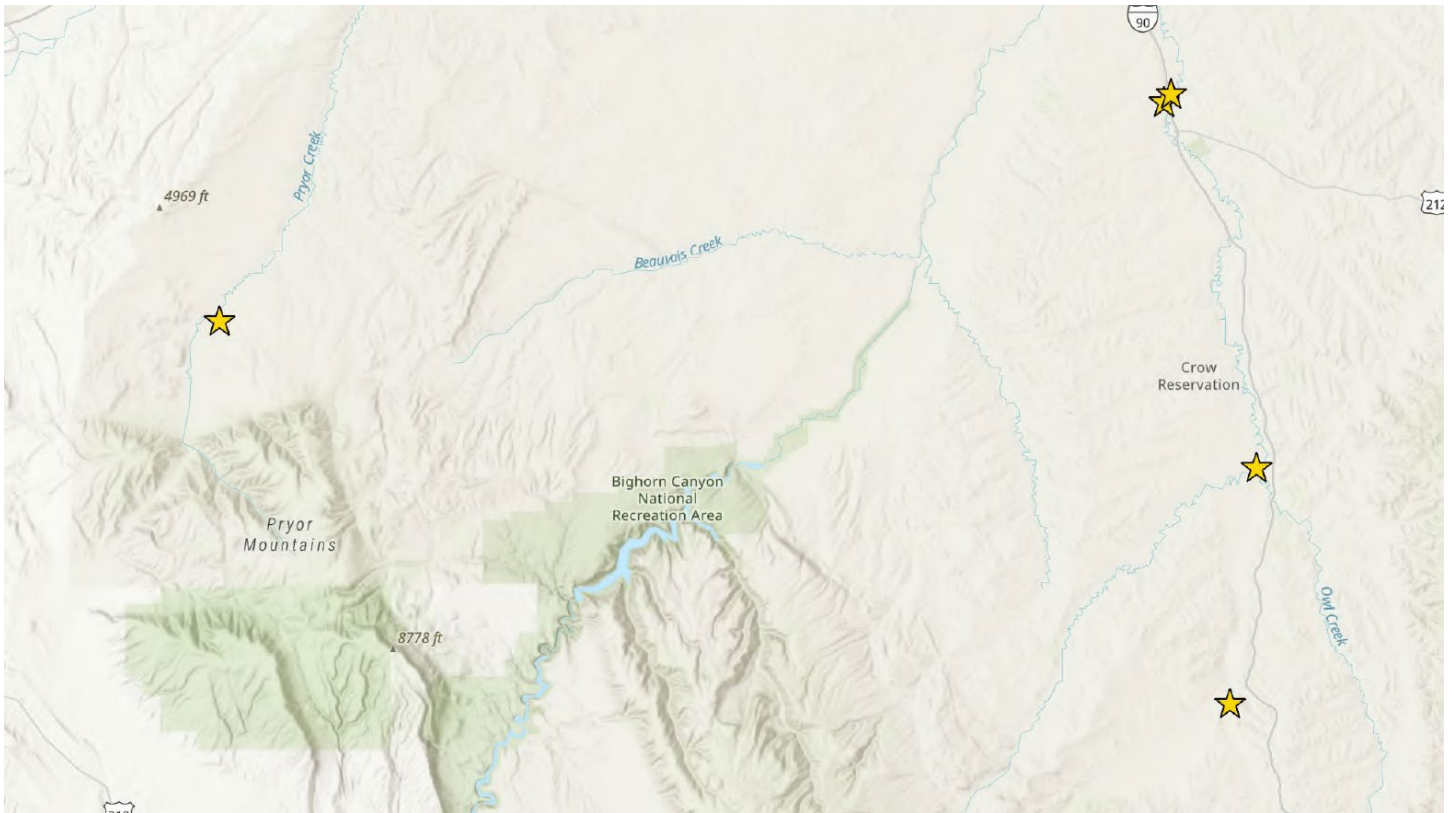 90
Pryor Creek
4969 ft
212
Beauvais Creek
Crow
Reservation
Bighorn Canyon
National
Recreation Area
Pryor
Mountains
Owl Creek
8778 ft